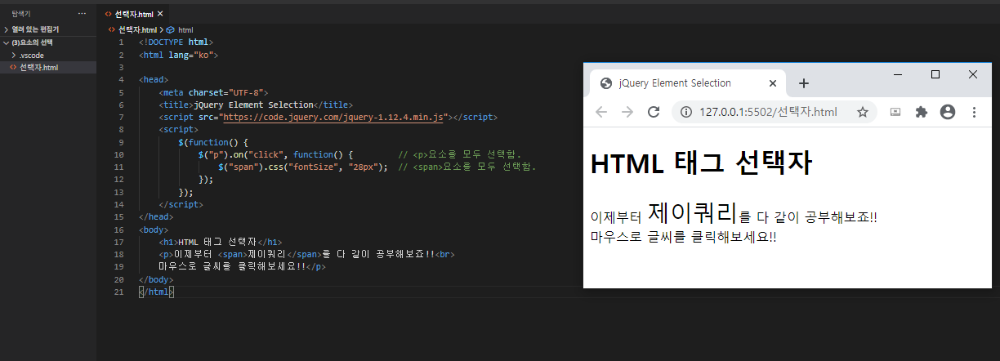 탐색기 ···
열려 있는 편집기
(3)요소의 선택
.vscode
선택자.html
선택자.html
선택자.html > html
1 <!DOCTYPE html>
2 <html lang="ko">
3
4 <head>
5 <meta charset="UTF-8">
6 <title>jQuery Element Selection</title>
7 <script src="https://code.jquery.com/jquery-1.12.4.min.js"></script>
8 <script>
9 $(function() {
10 $("p").on("click", function() { // <p>요소를 모두 선택함.
11 $("span").css("fontSize", "28px"); // <span>요소를 모두 선택함.
12 });
13 });
14 </script>
15 </head>
16 <body>
17 <h1>HTML 태그 선택자</h1>
18 <p>이제부터 <span>제이쿼리</span>를 다 같이 공부해보죠!!<br>
19 마우스로 글씨를 클릭해보세요!!</p>
20 </body>
21 </html>
jQuery Element Selection
127.0.0.1:5502/선택자.html
HTML 태그 선택자
이제부터 제이쿼리를 다 같이 공부해보죠!!
마우스로 글씨를 클릭해보세요!!